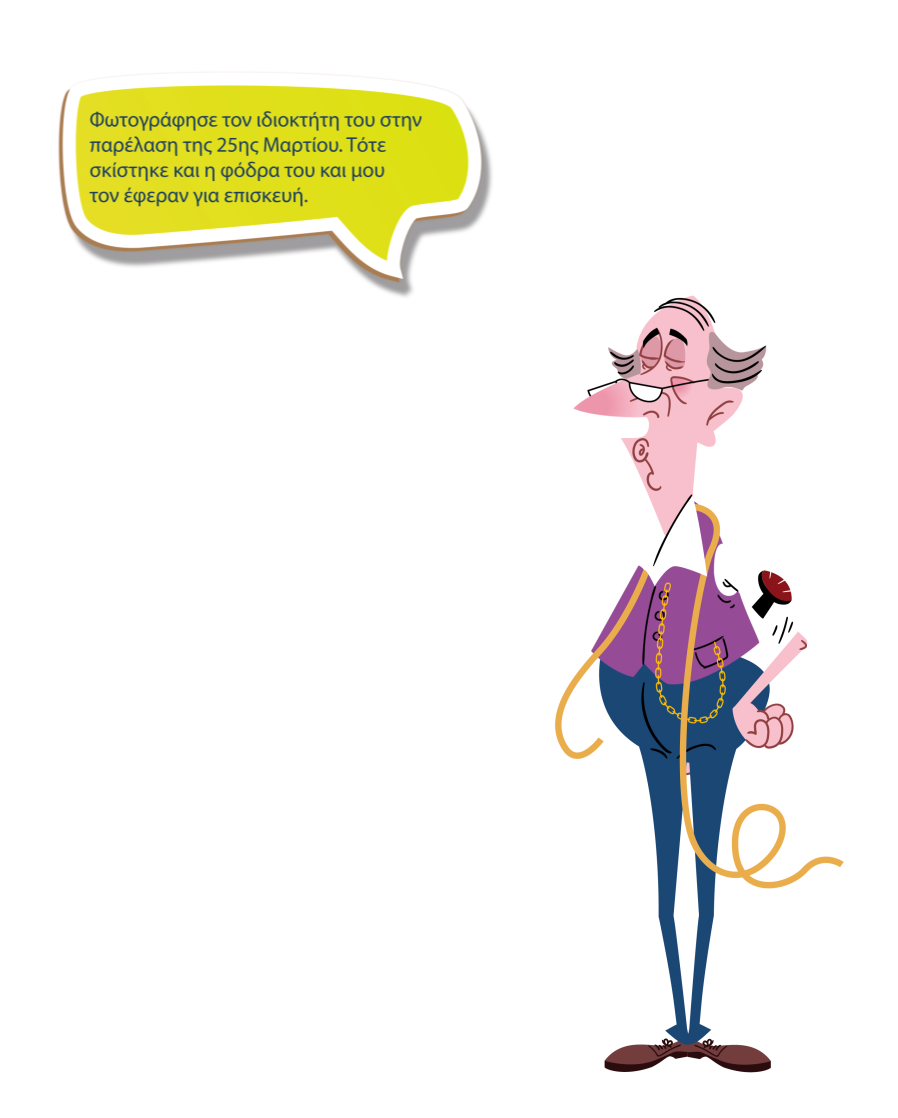 Φωτογράφησε τον ιδιοκτήτη του στην
παρέλαση της 25ης Μαρτίου. Τότε
σκίστηκε και η φόδρα του και μου
τον έφεραν για επισκευή.